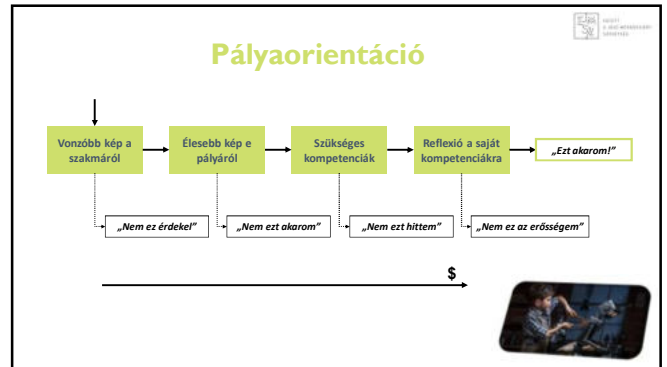 Pályaorientáció
Vonzóbb kép a
szakmáról
Élesebb kép e
pályáról
Szükséges
kompetenciák
Reflexió a saját
kompetenciákra
„Ezt akarom!”
„Nem ez érdekel”
„Nem ezt akarom”
„Nem ezt hittem”
„Nem ez az erősségem”
$